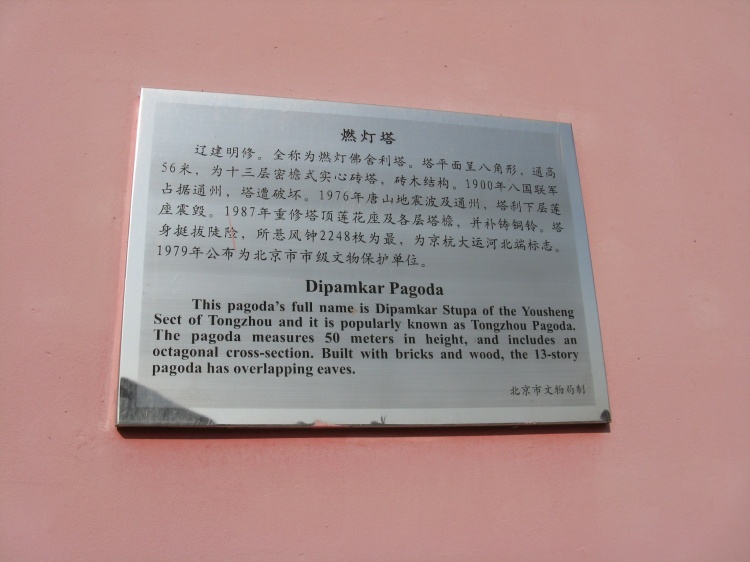 燃灯塔
辽建明修。全称为燃灯佛舍利塔。塔平面呈八角形，通高
56米，为十三层密檐式实心砖塔，砖木结构。1900年八国联军
占据通州，塔遭破坏。1976年唐山地震波及通州，塔刹下层莲
座震毁。1987年重修塔顶莲花座及各层塔檐，并补铸铜铃。塔
身挺拔陡险，所悬风钟2248枚为最，为京杭大运河北端标志。
1979年公布为北京市市级文物保护单位。
Dipamkar Pagoda
This pagoda's full name is Dipamkar Stupa of the Yousheng
Sect of Tongzhou and it is popularly known as Tongzhou Pagoda.
The pagoda measures 50 meters in height, and includes an
octagonal cross-section. Built with bricks and wood, the 13-story
pagoda has overlapping eaves.
北京市文物局制